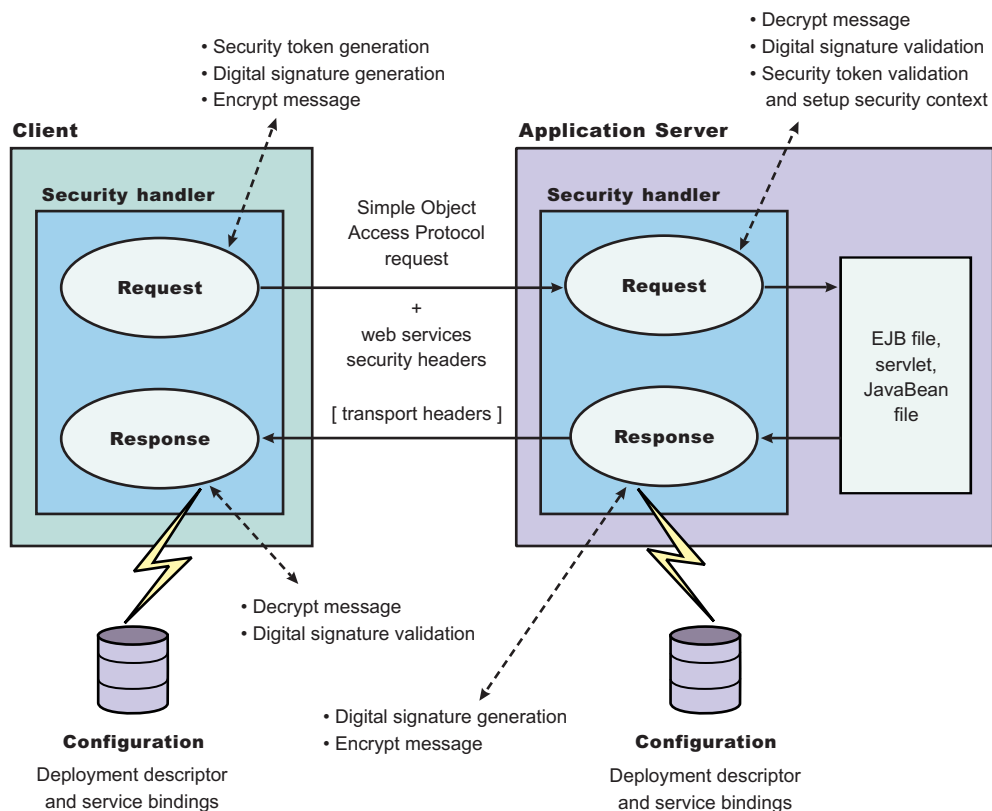 • Security token generation
• Digital signature generation
• Encrypt message
• Decrypt message
• Digital signature validation
• Security token validation
and setup security context
Client
Application Server
Security handler
Simple Object
Access Protocol
request
Security handler
Request
Request
+
web services
security headers
EJB file,
servlet,
JavaBean
file
[ transport headers ]
Response
Response
• Decrypt message
• Digital signature validation
• Digital signature generation
• Encrypt message
Configuration
Deployment descriptor
and service bindings
Configuration
Deployment descriptor
and service bindings